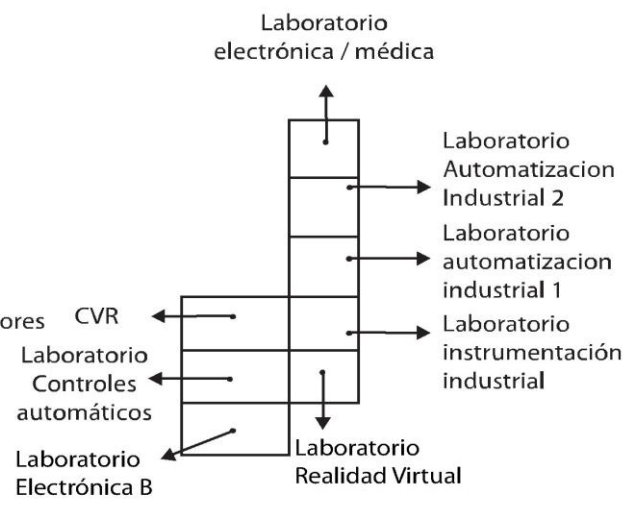 Laboratorio
electrónica / médica
Laboratorio
Automatizacion
Industrial 2
Laboratorio
automatizacion
industrial 1
ores CVR
Laboratorio
instrumentación
industrial
Laboratorio
Controles
automáticos
Laboratorio
Electrónica B
Laboratorio
Realidad Virtual